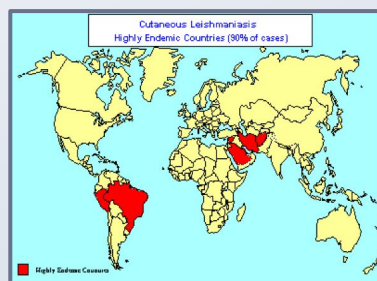 Cutaneous Leishmaniasis
Highly Endemic Countries (90% of cases)
Highly Endemic Countries